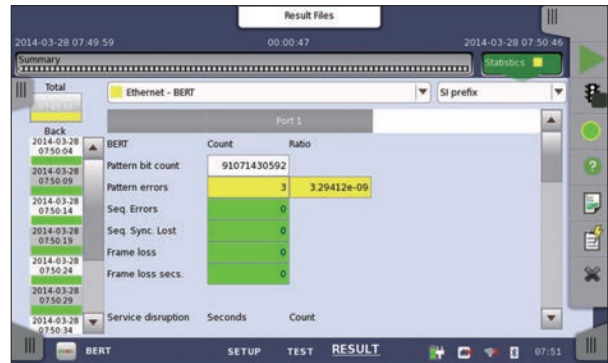 Result Files
2014-03-28 07:49:59 00:00:47 2014-03-28 07:50:46
Summary Statistics
Total Ethernet - BERT SI prefix
Port 1
Back
2014-03-28 07:50:04
2014-03-28 07:50:09
2014-03-28 07:50:14
2014-03-28 07:50:19
2014-03-28 07:50:24
2014-03-28 07:50:29
2014-03-28 07:50:34
BERT Count Ratio
Pattern bit count 91071430592
Pattern errors 3 3.29412e-09
Seq. Errors 0
Seq. Sync. Lost 0
Frame loss 0
Frame loss secs. 0
Service disruption Seconds Count
BERT SETUP TEST RESULT 07:51